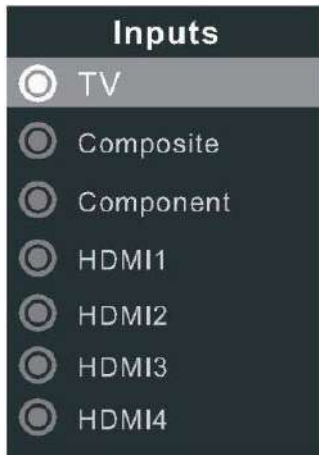 Inputs
TV
Composite
Component
HDMI1
HDMI2
HDMI3
HDMI4